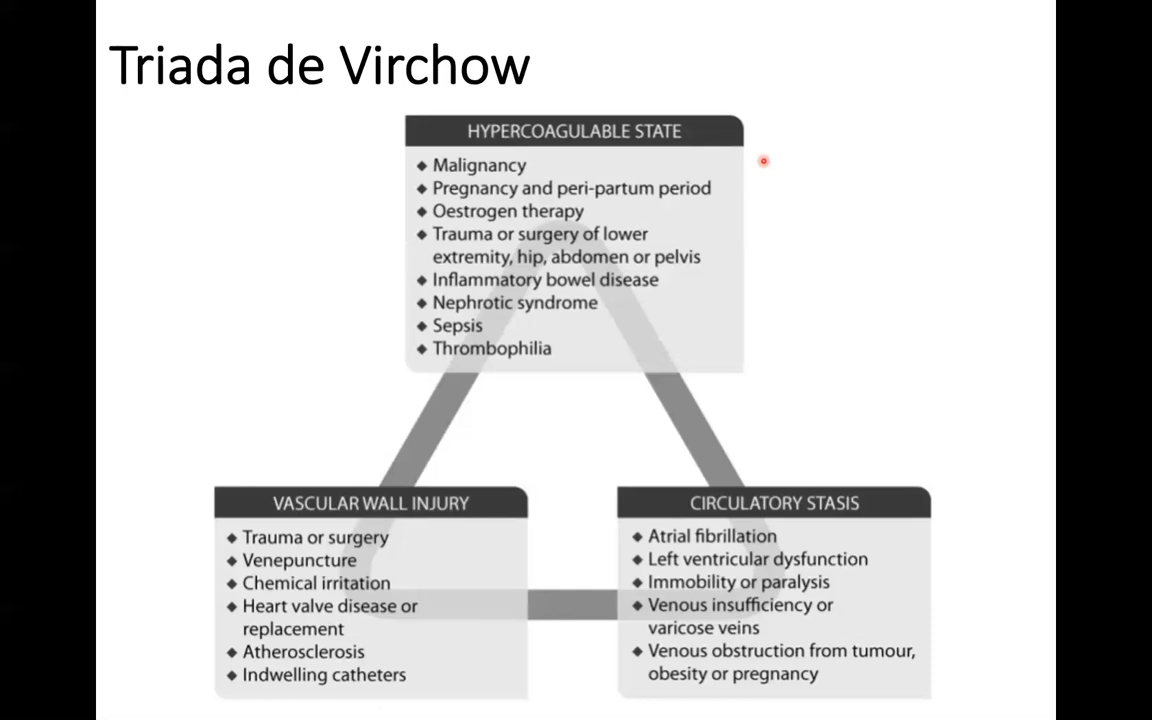 Triada de Virchow
HYPERCOAGULABLE STATE
◆ Malignancy
◆ Pregnancy and peri-partum period
◆ Oestrogen therapy
◆ Trauma or surgery of lower
extremity, hip, abdomen or pelvis
◆ Inflammatory bowel disease
◆ Nephrotic syndrome
◆ Sepsis
◆ Thrombophilia
VASCULAR WALL INJURY
◆ Trauma or surgery
◆ Venepuncture
◆ Chemical irritation
◆ Heart valve disease or
replacement
◆ Atherosclerosis
◆ Indwelling catheters
CIRCULATORY STASIS
◆ Atrial fibrillation
◆ Left ventricular dysfunction
◆ Immobility or paralysis
◆ Venous insufficiency or
varicose veins
◆ Venous obstruction from tumour,
obesity or pregnancy